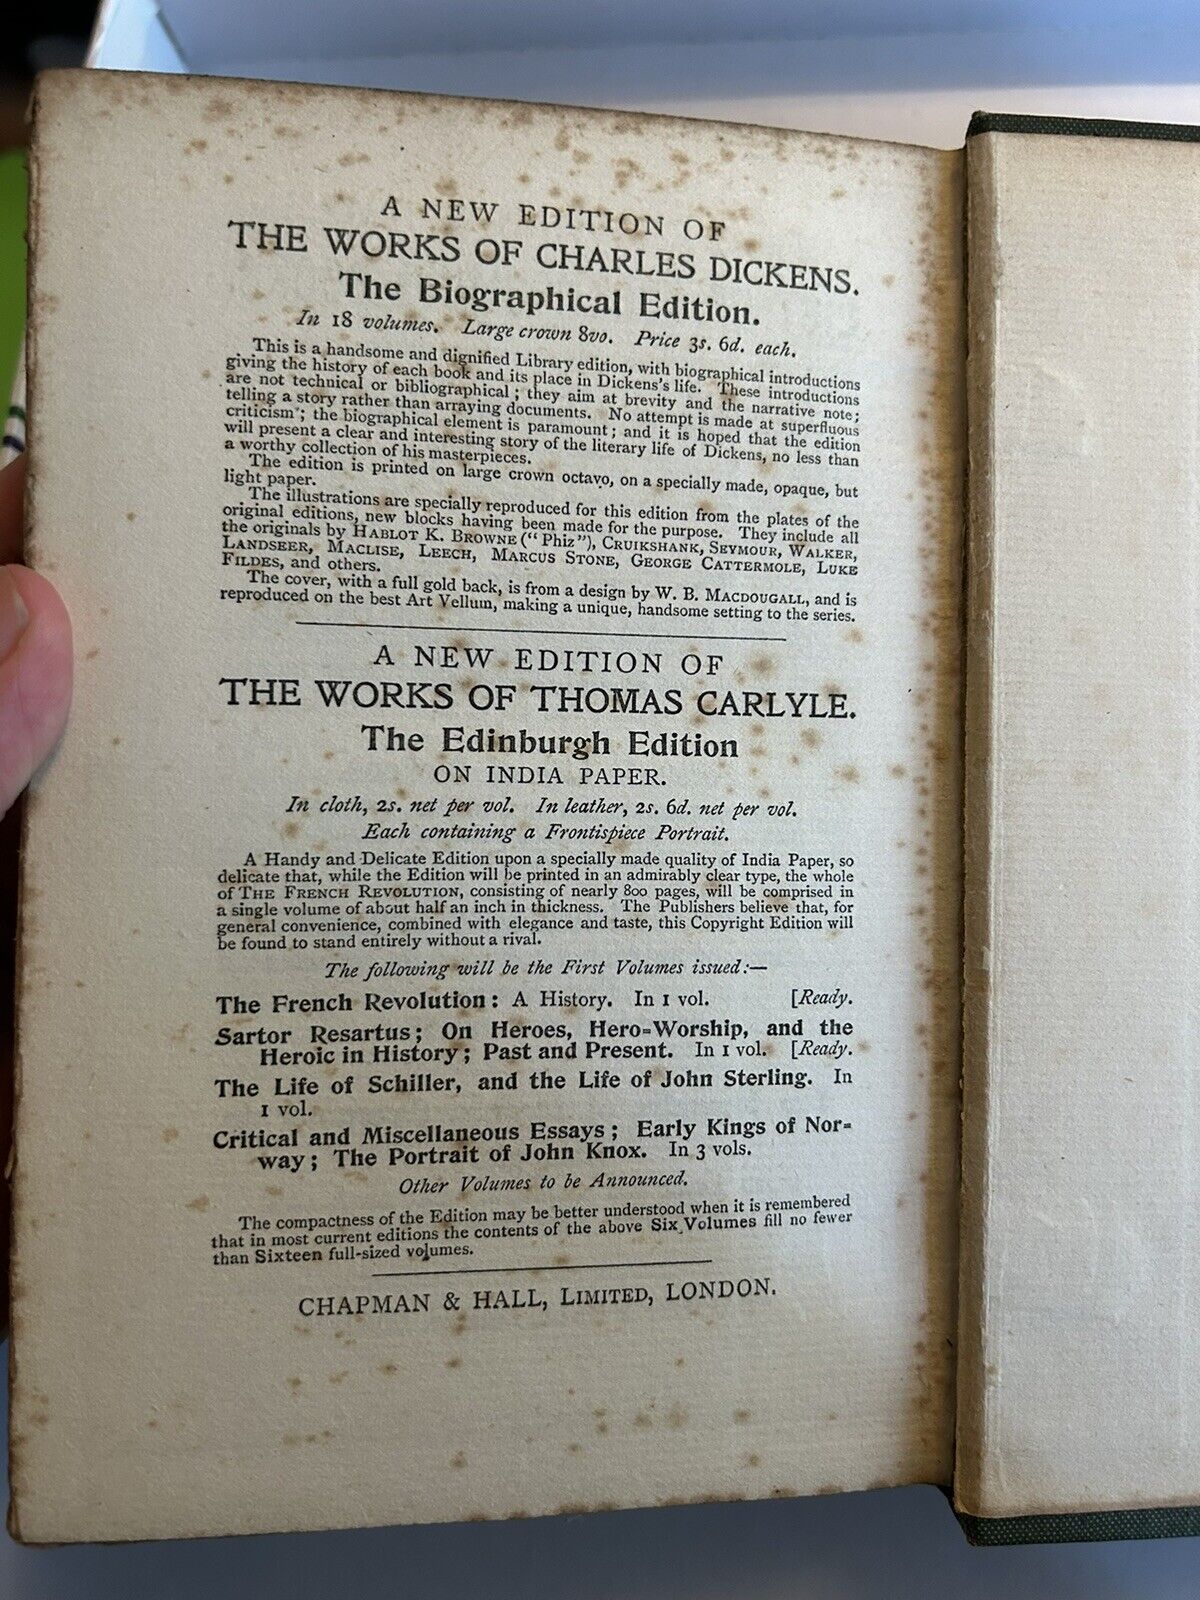 A NEW EDITION OF
THE WORKS OF CHARLES DICKENS.
The Biographical Edition.
In 18 volumes. Large crown 8vo. Price 3s. 6d. each.
This is a handsome and dignified Library edition, with biographical introductions
giving the history of each book and its place in Dickens's life. These introductions
are not technical or bibliographical; they aim at brevity and the narrative note;
telling a story rather than arraying documents. No attempt is made at superfluous
criticism; the biographical element is paramount; and it is hoped that the edition
will present a clear and interesting story of the literary life of Dickens, no less than
a worthy collection of his masterpieces.
The edition is printed on large crown octavo, on a specially made, opaque, but
light paper.
The illustrations are specially reproduced for this edition from the plates of the
original editions, new blocks having been made for the purpose. They include all
the originals by HABLOT K. BROWNE ("Phiz"), CRUIKSHANK, SEYMOUR, WALKER,
LANDSEER, MACLISE, LEECH, MARCUS STONE, GEORGE CATTERMOLE, LUKE
FILDES, and others.
The cover, with a full gold back, is from a design by W. B. MACDOUGALL, and is
reproduced on the best Art Vellum, making a unique, handsome setting to the series.
A NEW EDITION OF
THE WORKS OF THOMAS CARLYLE.
The Edinburgh Edition
ON INDIA PAPER.
In cloth, 2s. net per vol. In leather, 2s. 6d. net per vol.
Each containing a Frontispiece Portrait.
A Handy and Delicate Edition upon a specially made quality of India Paper, so
delicate that, while the Edition will be printed in an admirably clear type, the whole
of THE FRENCH REVOLUTION, consisting of nearly 800 pages, will be comprised in
a single volume of about half an inch in thickness. The Publishers believe that, for
general convenience, combined with elegance and taste, this Copyright Edition will
be found to stand entirely without a rival.
The following will be the First Volumes issued:—
The French Revolution: A History. In 1 vol. [Ready.
Sartor Resartus; On Heroes, Hero-Worship, and the
Heroic in History; Past and Present. In 1 vol. [Ready.
The Life of Schiller, and the Life of John Sterling. In
1 vol.
Critical and Miscellaneous Essays; Early Kings of Nor-
way; The Portrait of John Knox. In 3 vols.
Other Volumes to be Announced.
The compactness of the Edition may be better understood when it is remembered
that in most current editions the contents of the above Six Volumes fill no fewer
than Sixteen full-sized volumes.
CHAPMAN & HALL, LIMITED, LONDON.